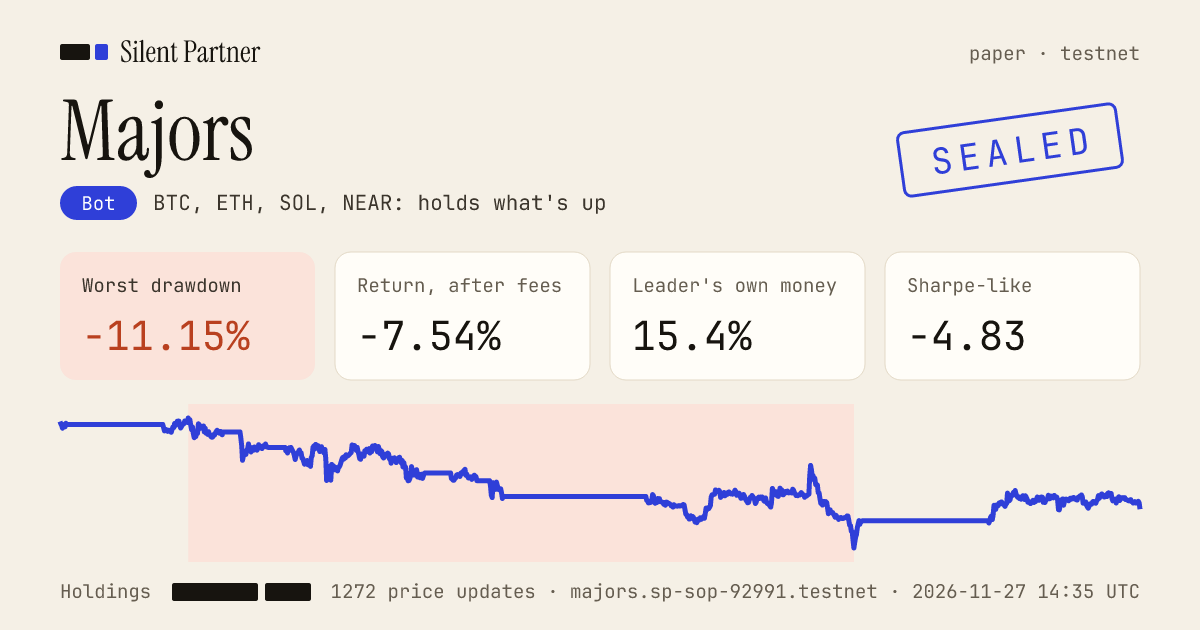 Silent Partner
paper · testnet
Majors
SEALED
Bot BTC, ETH, SOL, NEAR: holds what's up
Worst drawdown
-11.15%
Return, after fees
-7.54%
Leader's own money
15.4%
Sharpe-like
-4.83
Holdings 1272 price updates · majors.sp-sop-92991.testnet · 2026-11-27 14:35 UTC